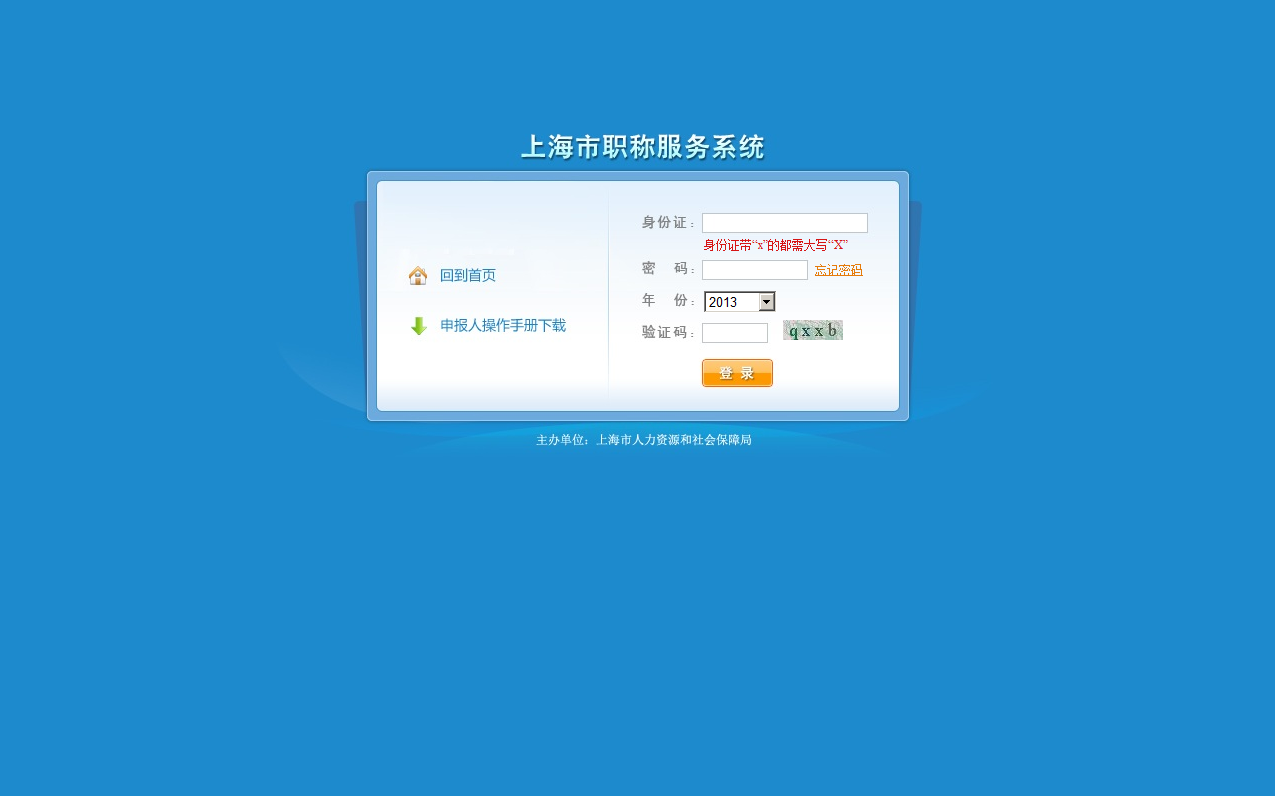 上海市职称服务系统
回到首页
申报人操作手册下载
身份证：
身份证带“x”的都需大写“X”
密 码： 忘记密码
年 份： 2013
验证码： qxxb
登 录
主办单位：上海市人力资源和社会保障局